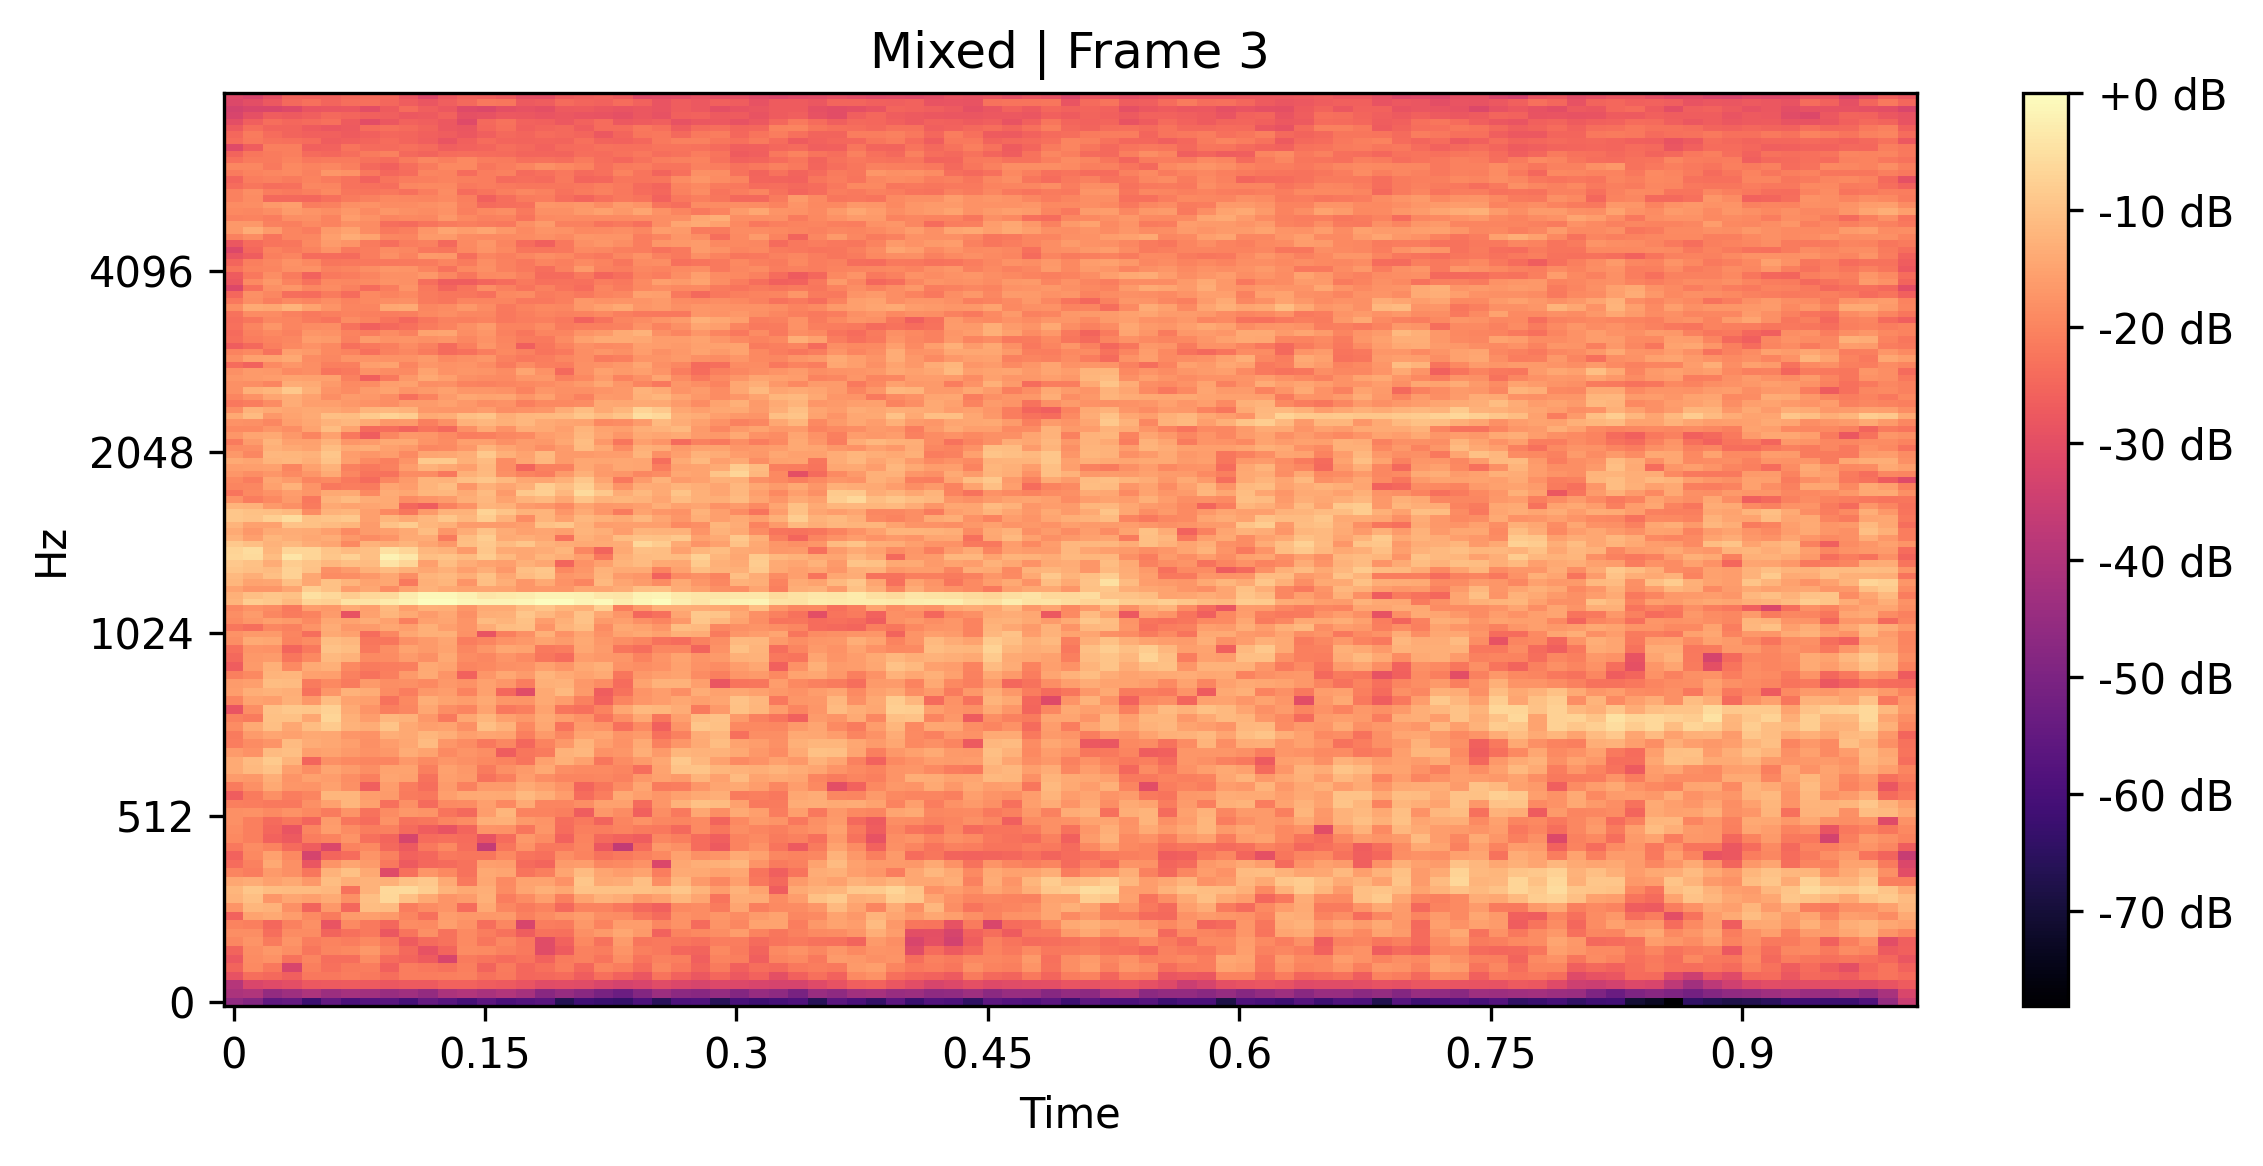 Mixed | Frame 3
Hz
4096
2048
1024
512
0
0 0.15 0.3 0.45 0.6 0.75 0.9
Time
+0 dB
-10 dB
-20 dB
-30 dB
-40 dB
-50 dB
-60 dB
-70 dB